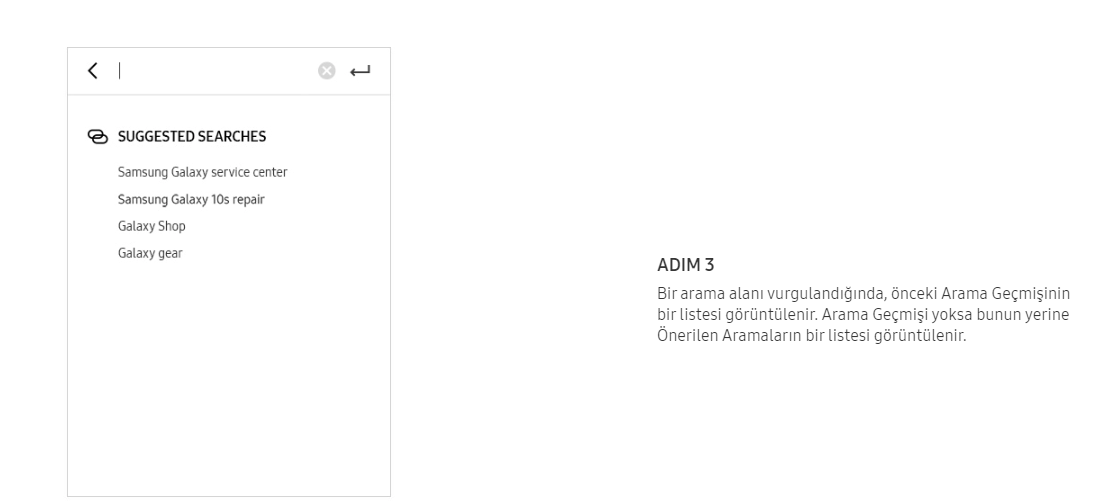 SUGGESTED SEARCHES
Samsung Galaxy service center
Samsung Galaxy 10s repair
Galaxy Shop
Galaxy gear
ADIM 3
Bir arama alanı vurgulandığında, önceki Arama Geçmişinin
bir listesi görüntülenir. Arama Geçmişi yoksa bunun yerine
Önerilen Aramaların bir listesi görüntülenir.